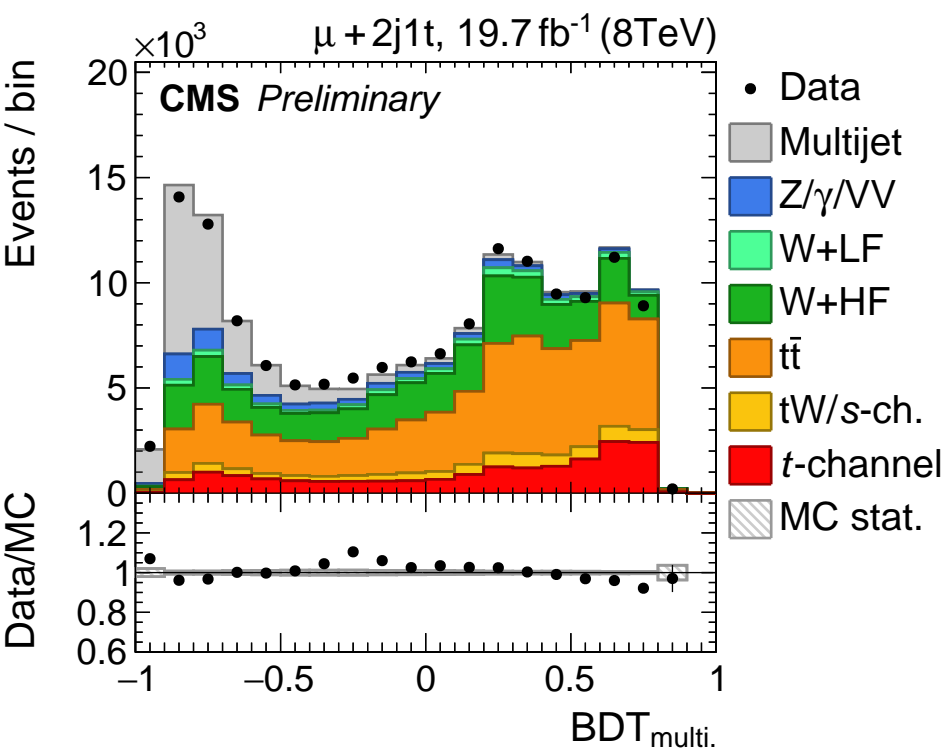 ×10³ μ + 2j1t, 19.7 fb⁻¹ (8TeV)
CMS Preliminary
Events / bin
20
15
10
5
0
Data
Multijet
Z/γ/VV
W+LF
W+HF
tt̄
tW/s-ch.
t-channel
MC stat.
Data/MC
1.2
1
0.8
0.6
−1 −0.5 0 0.5 1
BDT multi.